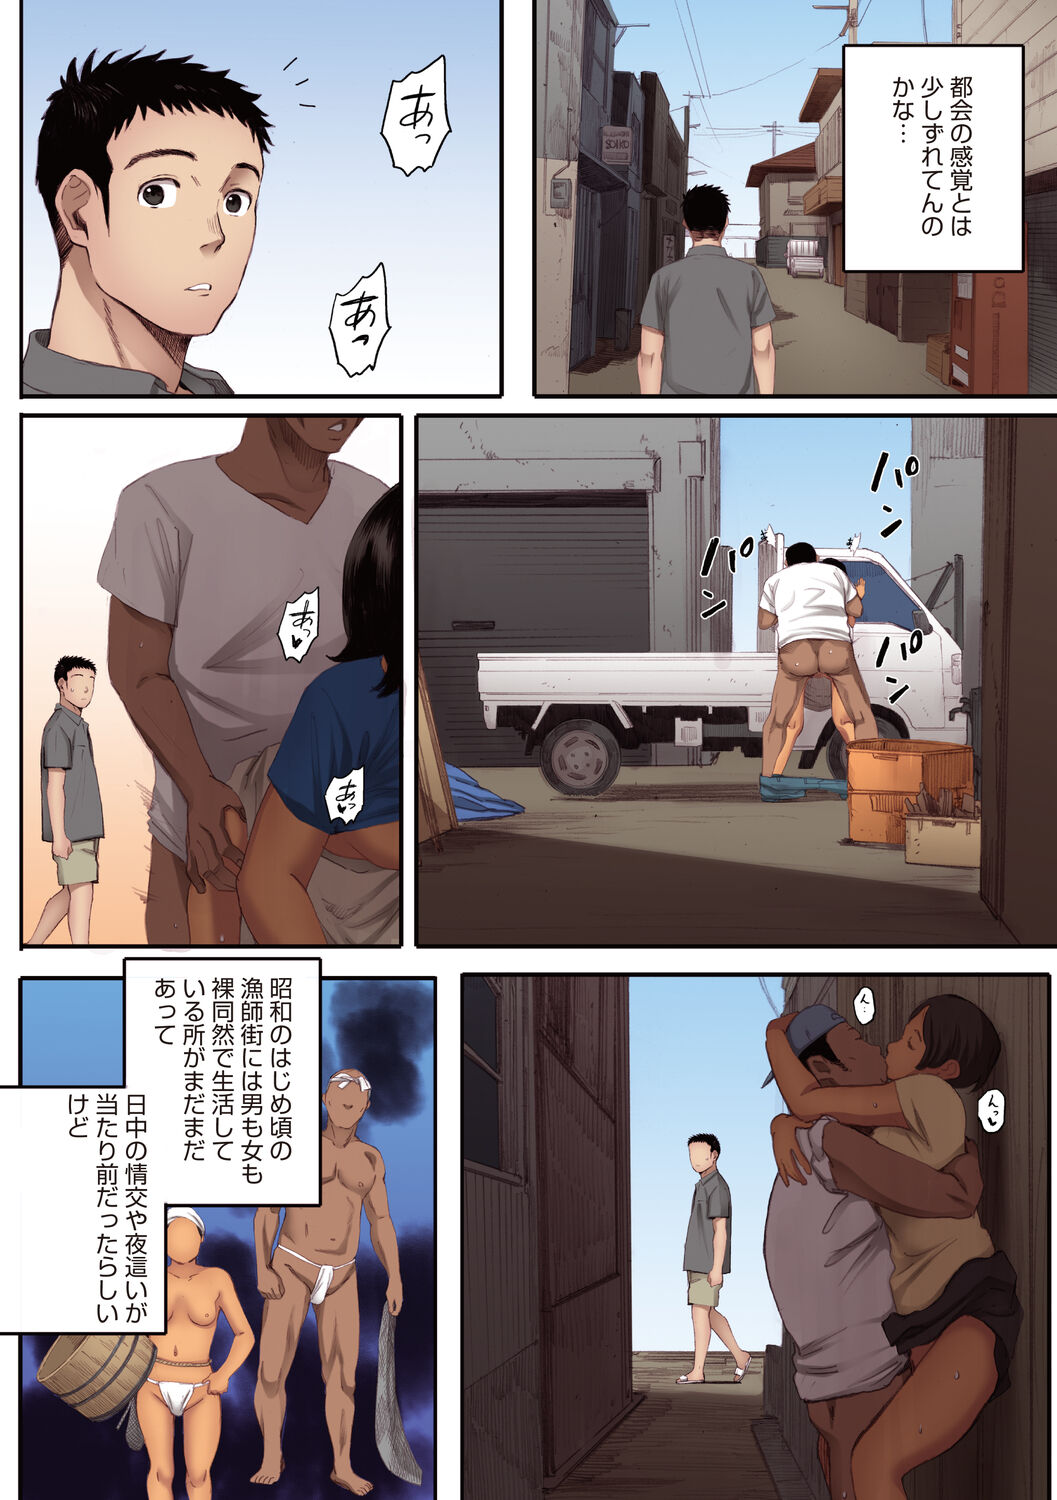 都会の感覚とは
少しずれてんの
かな…
SOIKO
あっ
あっ
パン
パン
パン
あっ♥
あっ
昭和のはじめ頃の
漁師街には男も女も
裸同然で生活して
いる所がまだまだ
あって
日中の情交や夜這いが
当たり前だったらしい
けど
ん…
んっ♥